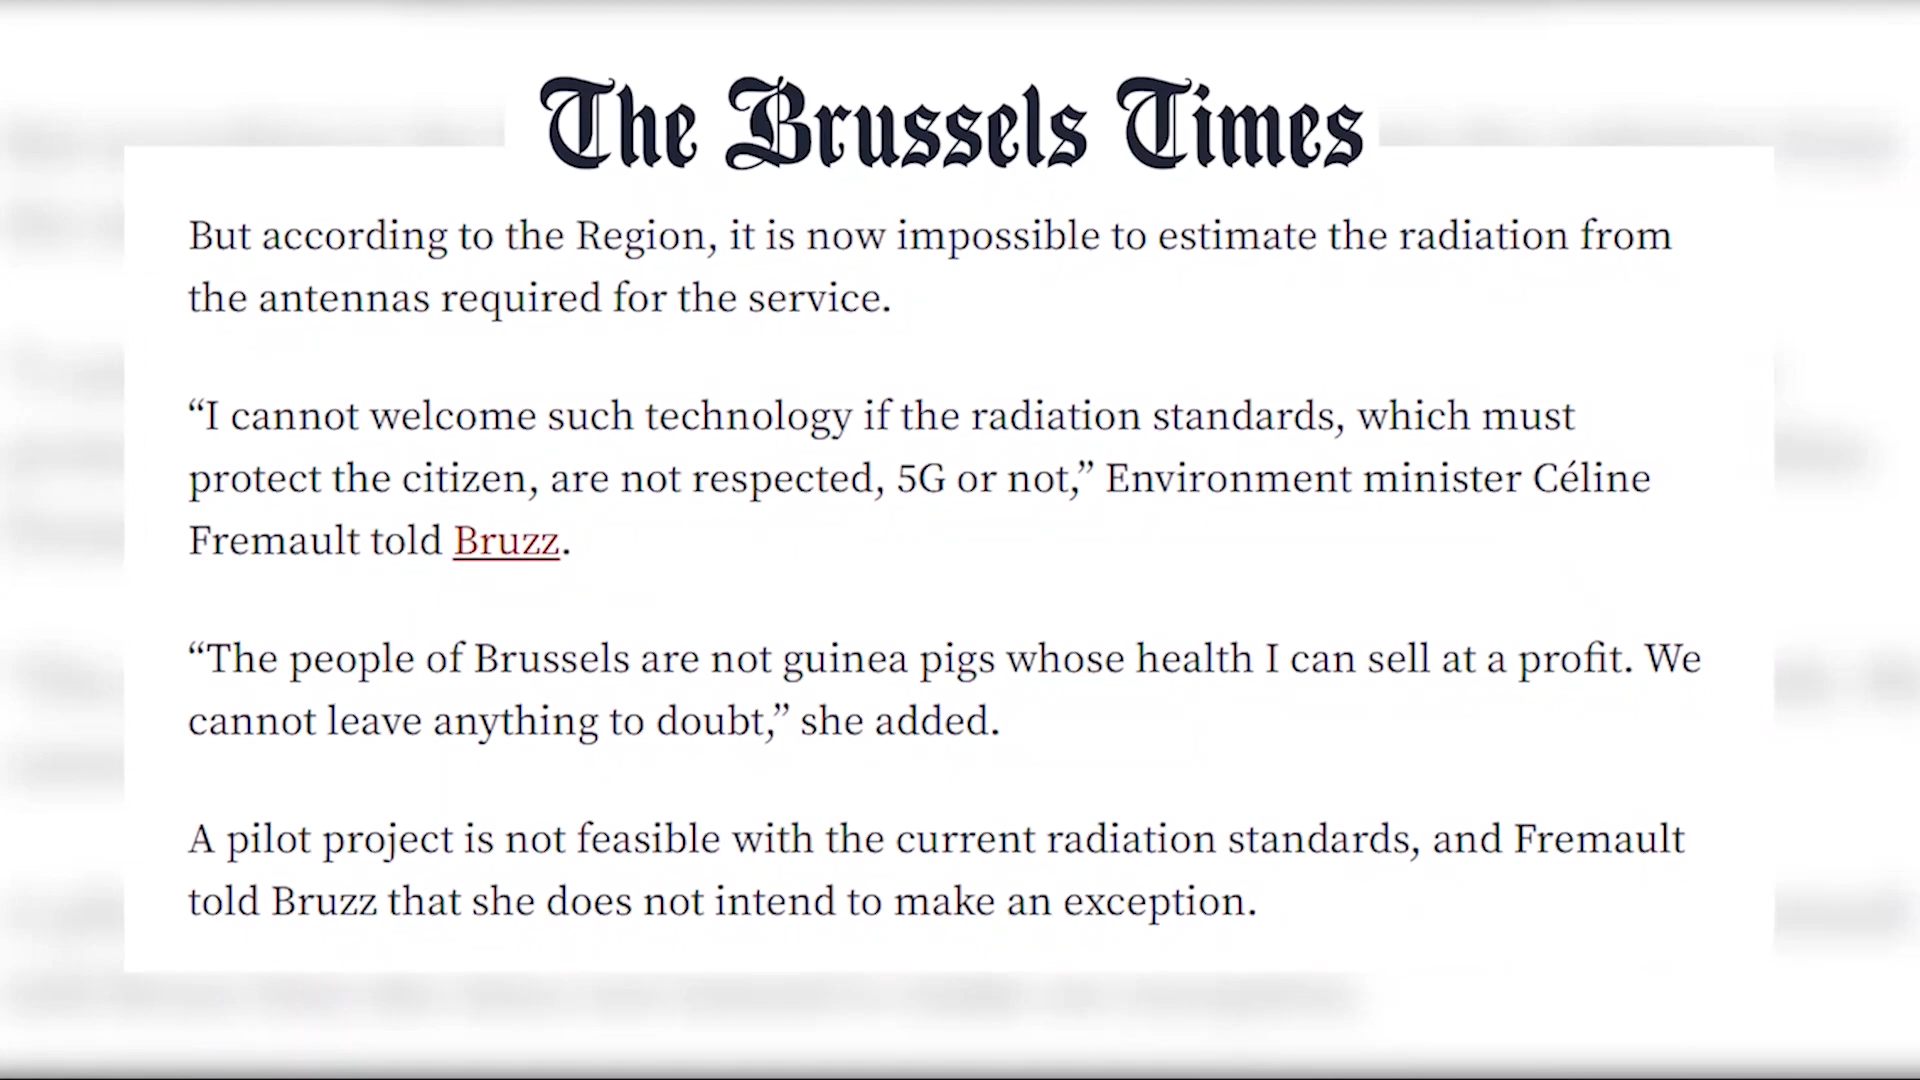 The Brussels Times
But according to the Region, it is now impossible to estimate the radiation from
the antennas required for the service.
“I cannot welcome such technology if the radiation standards, which must
protect the citizen, are not respected, 5G or not,” Environment minister Céline
Fremault told Bruzz.
“The people of Brussels are not guinea pigs whose health I can sell at a profit. We
cannot leave anything to doubt,” she added.
A pilot project is not feasible with the current radiation standards, and Fremault
told Bruzz that she does not intend to make an exception.